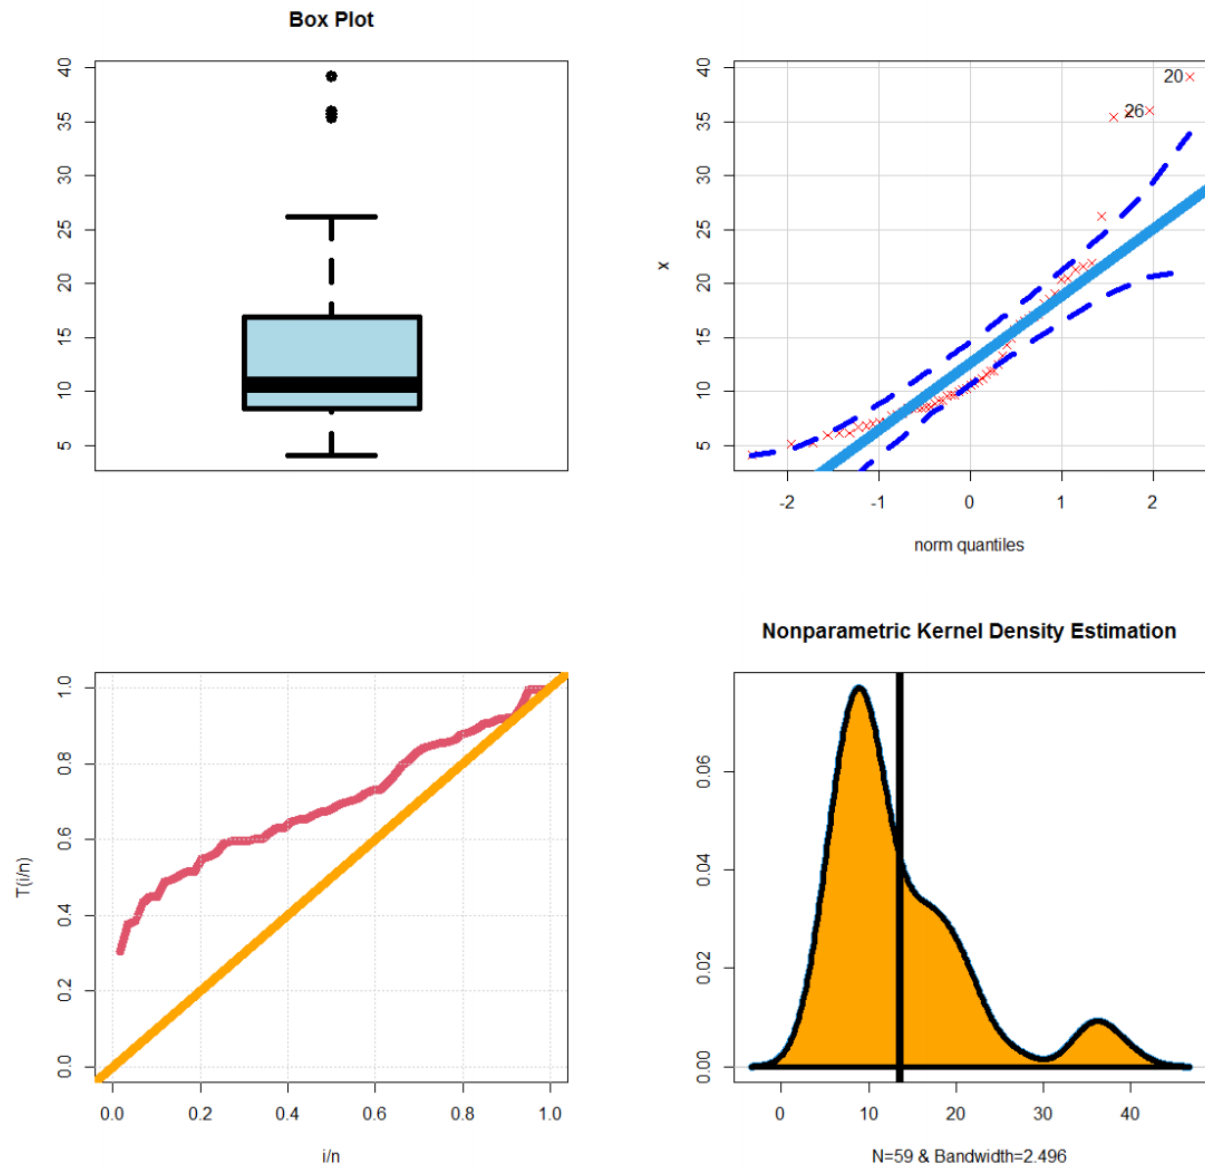 Box Plot
40
35
30
25
20
15
10
5
40
35
30
25
20
15
10
5
x
20
26
-2 -1 0 1 2
norm quantiles
1.0
0.8
0.6
0.4
0.2
0.0
T(i/n)
0.0 0.2 0.4 0.6 0.8 1.0
i/n
Nonparametric Kernel Density Estimation
0.06
0.04
0.02
0.00
0 10 20 30 40
N=59 & Bandwidth=2.496